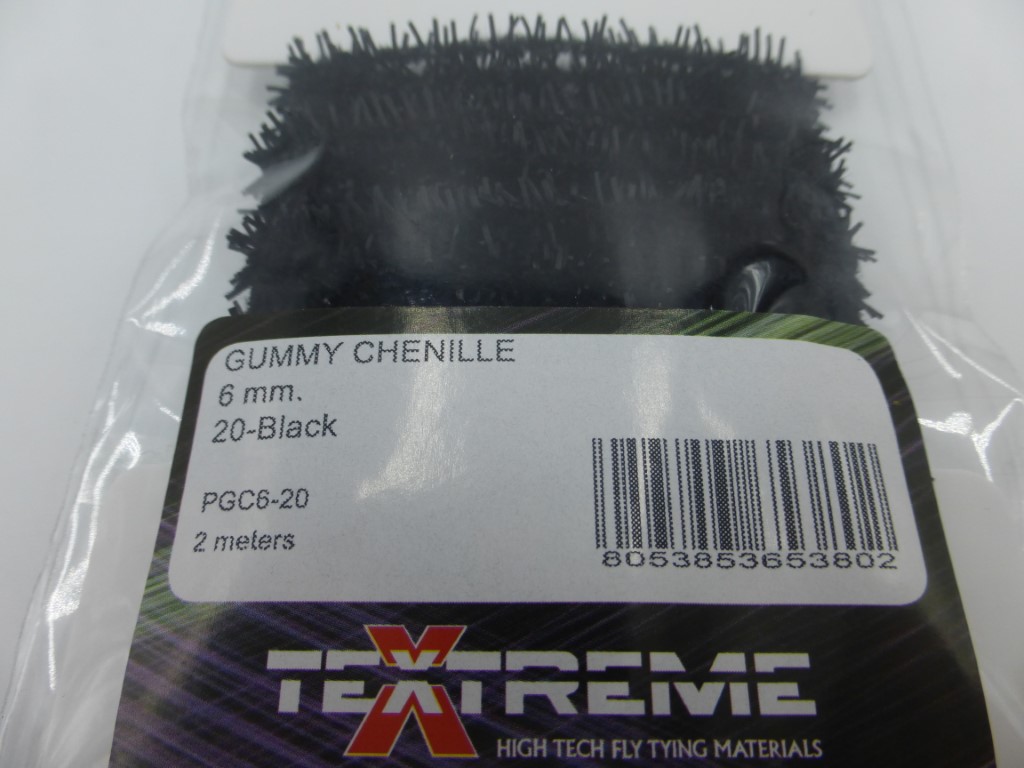 GUMMY CHENILLE
6 mm.
20-Black
PGC6-20
2 meters
8053853653802
TEXTREME
HIGH TECH FLY TYING MATERIALS